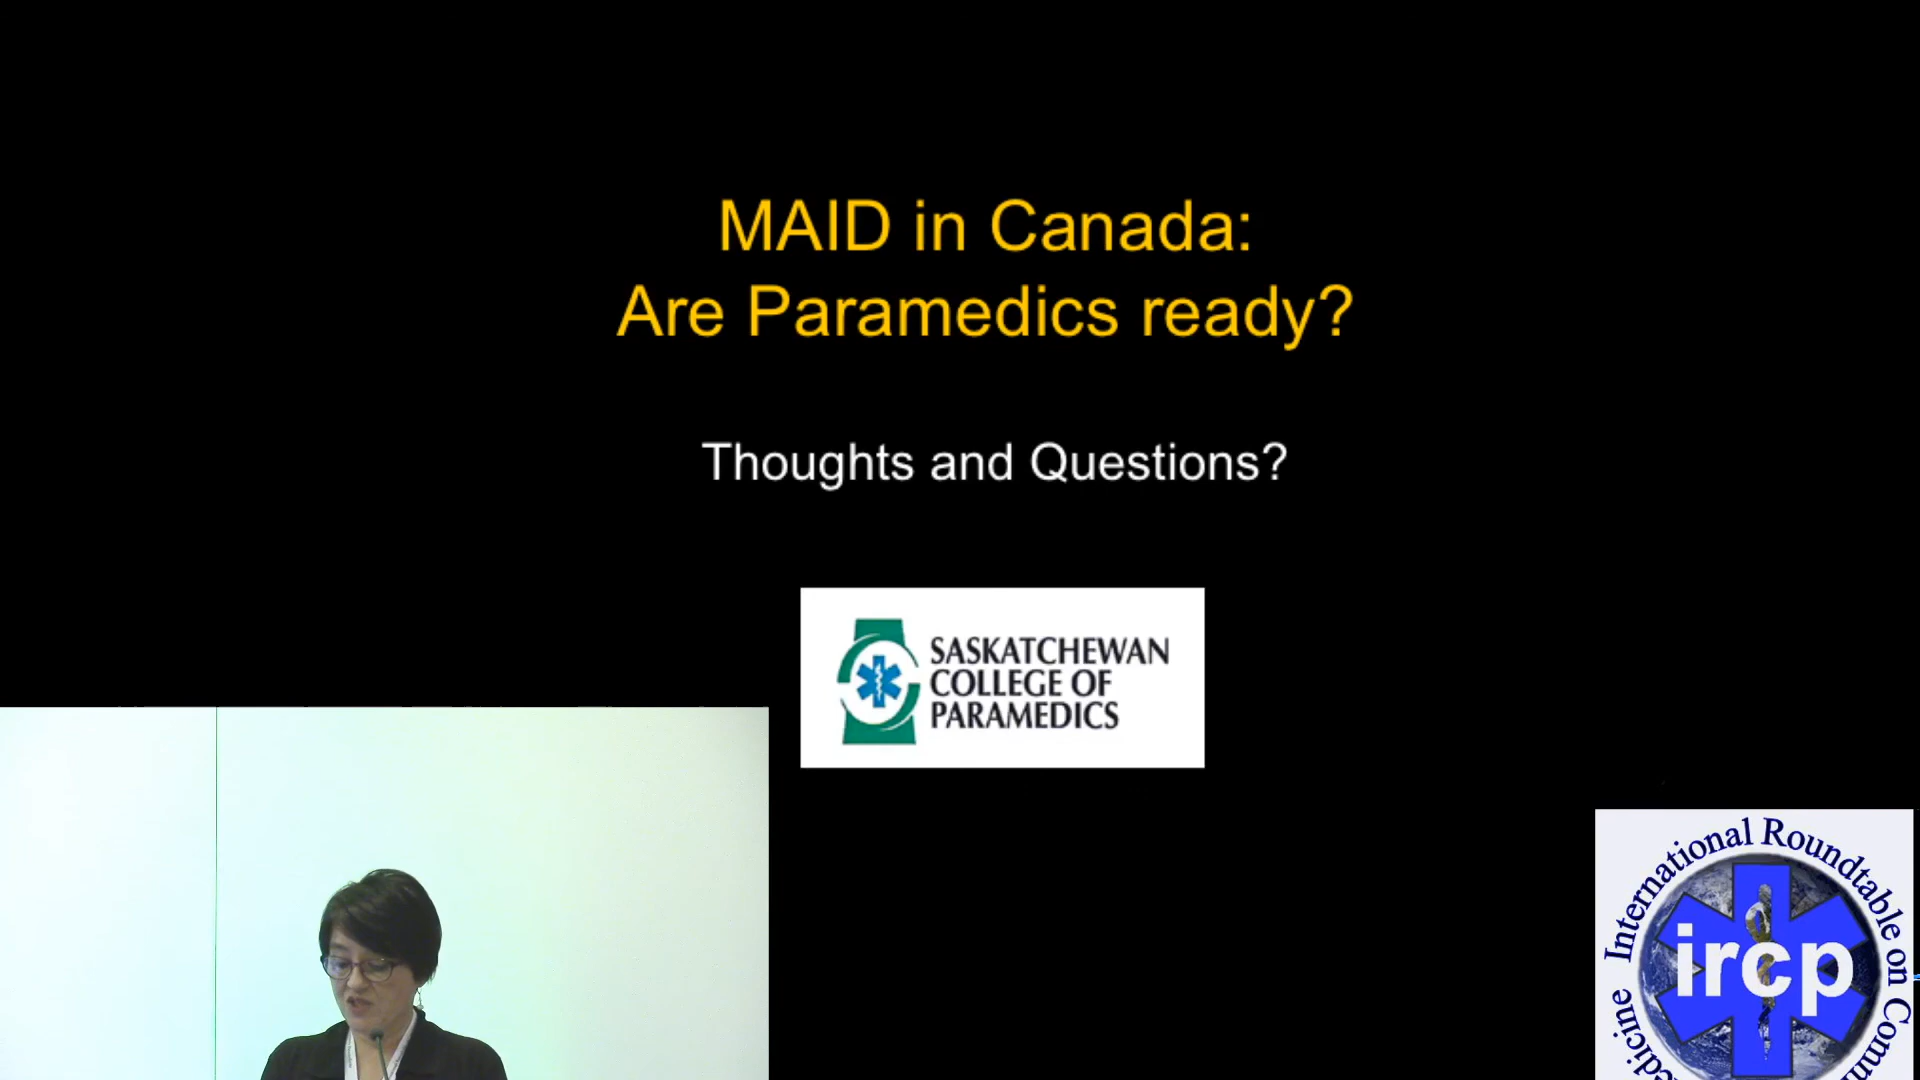 MAID in Canada:
Are Paramedics ready?
Thoughts and Questions?
SASKATCHEWAN
COLLEGE OF
PARAMEDICS
International Roundtable on
ircp